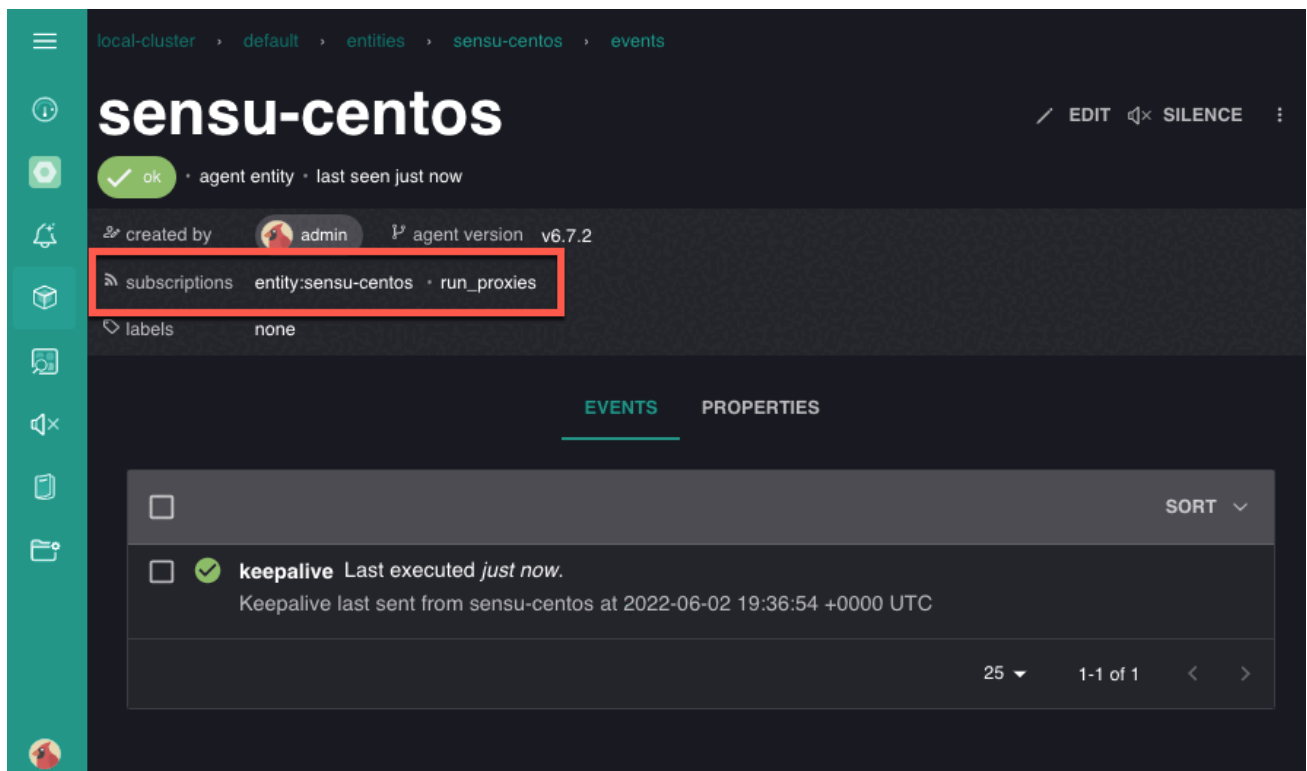 local-cluster › default › entities › sensu-centos › events
sensu-centos
EDIT SILENCE
ok • agent entity • last seen just now
created by admin agent version v6.7.2
subscriptions entity:sensu-centos • run_proxies
labels none
EVENTS PROPERTIES
SORT
keepalive Last executed just now.
Keepalive last sent from sensu-centos at 2022-06-02 19:36:54 +0000 UTC
25 1-1 of 1